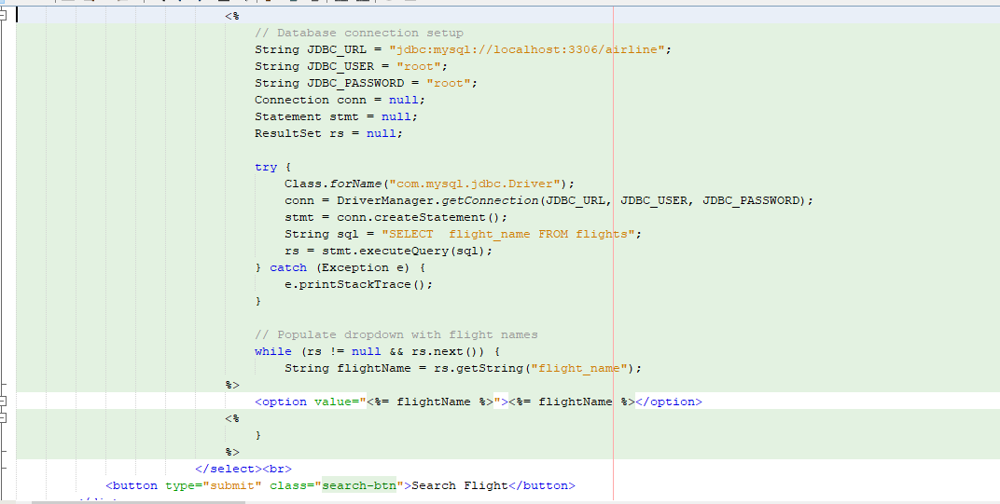 <%
// Database connection setup
String JDBC_URL = "jdbc:mysql://localhost:3306/airline";
String JDBC_USER = "root";
String JDBC_PASSWORD = "root";
Connection conn = null;
Statement stmt = null;
ResultSet rs = null;
try {
Class.forName("com.mysql.jdbc.Driver");
conn = DriverManager.getConnection(JDBC_URL, JDBC_USER, JDBC_PASSWORD);
stmt = conn.createStatement();
String sql = "SELECT  flight_name FROM flights";
rs = stmt.executeQuery(sql);
} catch (Exception e) {
e.printStackTrace();
}
// Populate dropdown with flight names
while (rs != null && rs.next()) {
String flightName = rs.getString("flight_name");
%>
<option value="<%= flightName %>"><%= flightName %></option>
<%
}
%>
</select><br>
<button type="submit" class="search-btn">Search Flight</button>